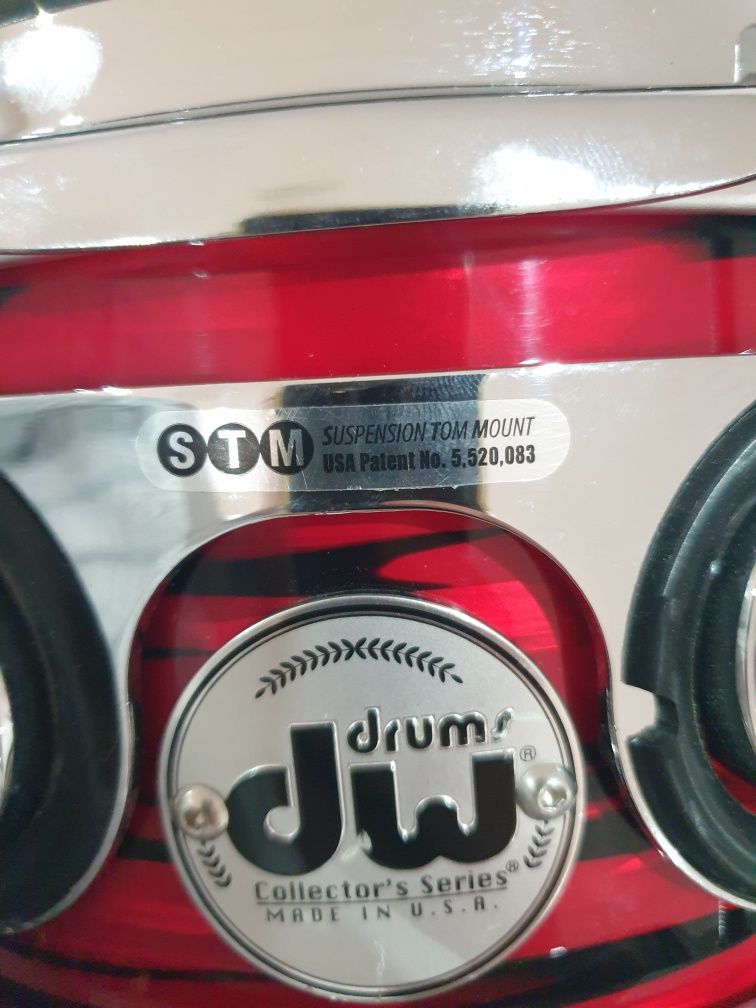 STM SUSPENSION TOM MOUNT
USA Patent No. 5,520,083
drums
dw®
Collector's Series®
MADE IN U.S.A.